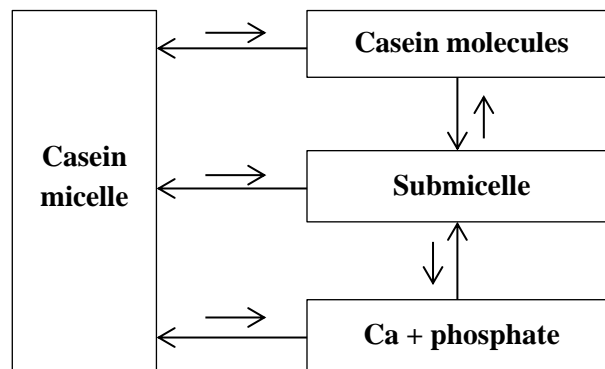 Casein molecules
Casein
micelle
Submicelle
Ca + phosphate